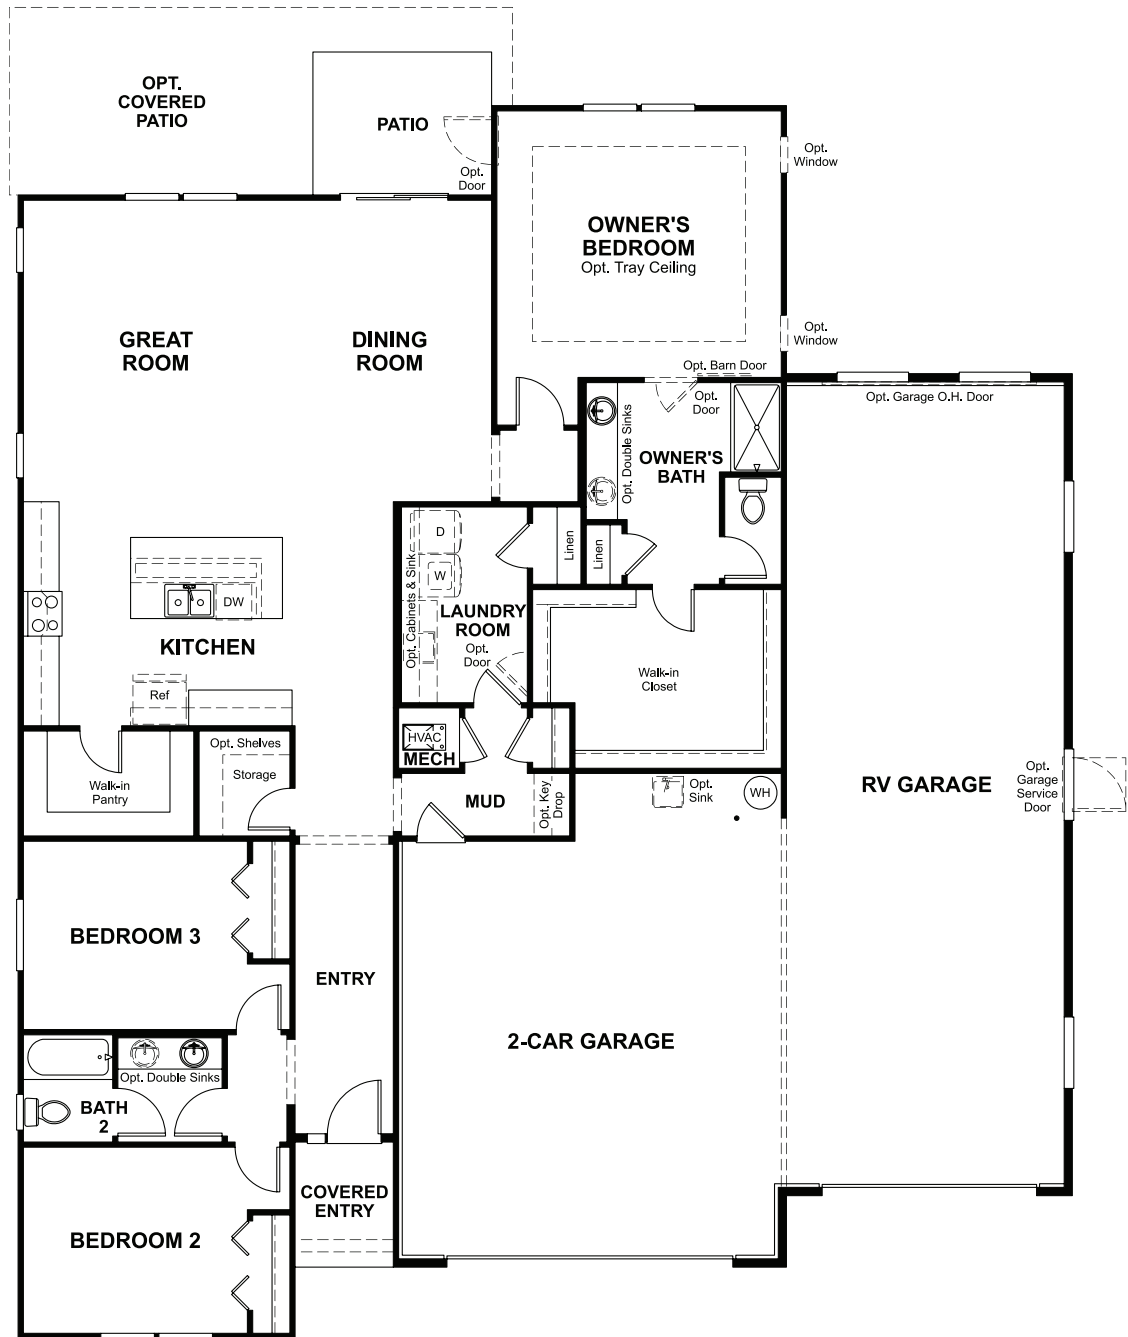 OPT.
COVERED
PATIO
PATIO
Opt.
Door
Opt.
Window
OWNER'S
BEDROOM
Opt. Tray Ceiling
GREAT
ROOM
DINING
ROOM
Opt.
Window
Opt. Barn Door
Opt.
Door
Opt. Garage O.H. Door
Opt. Double Sinks
OWNER'S
BATH
D
W
Linen
Linen
Opt. Cabinets & Sink
LAUNDRY
ROOM
Opt.
Door
DW
KITCHEN
Ref
Walk-in
Closet
Opt. Shelves
Storage
Walk-in
Pantry
HVAC
MECH
MUD
Opt. Key
Drop
Opt.
Sink
WH
RV GARAGE
Opt.
Garage
Service
Door
BEDROOM 3
ENTRY
2-CAR GARAGE
Opt. Double Sinks
BATH
2
COVERED
ENTRY
BEDROOM 2